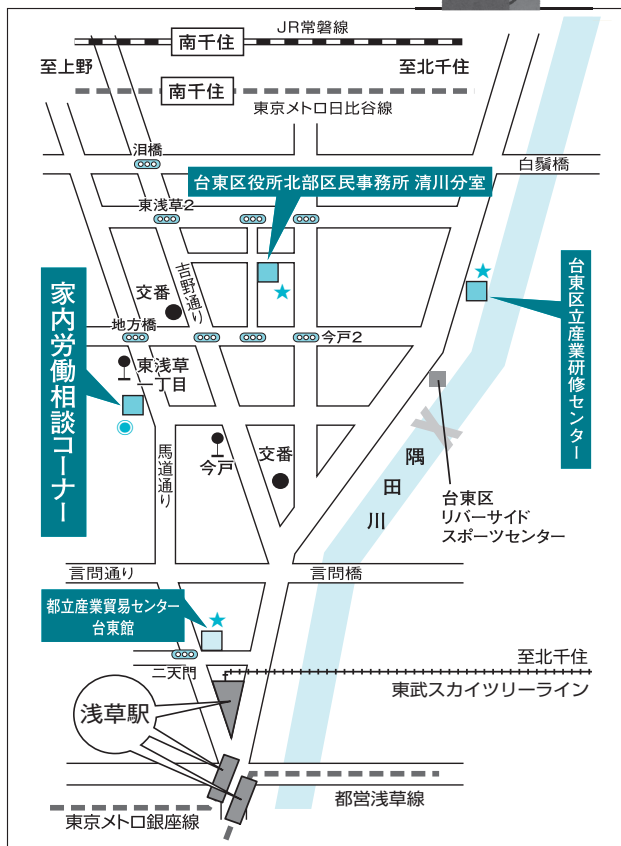 JR常磐線
南千住
至上野
至北千住
南千住
東京メトロ日比谷線
泪橋
白鬚橋
台東区役所北部区民事務所 清川分室
東浅草2
吉野通り
交番
台東区立産業研修センター
家内労働相談コーナー
地方橋
今戸2
東浅草
一丁目
馬道通り
今戸
交番
隅田川
台東区
リバーサイド
スポーツセンター
言問通り
言問橋
都立産業貿易センター
台東館
二天門
至北千住
東武スカイツリーライン
浅草駅
都営浅草線
東京メトロ銀座線